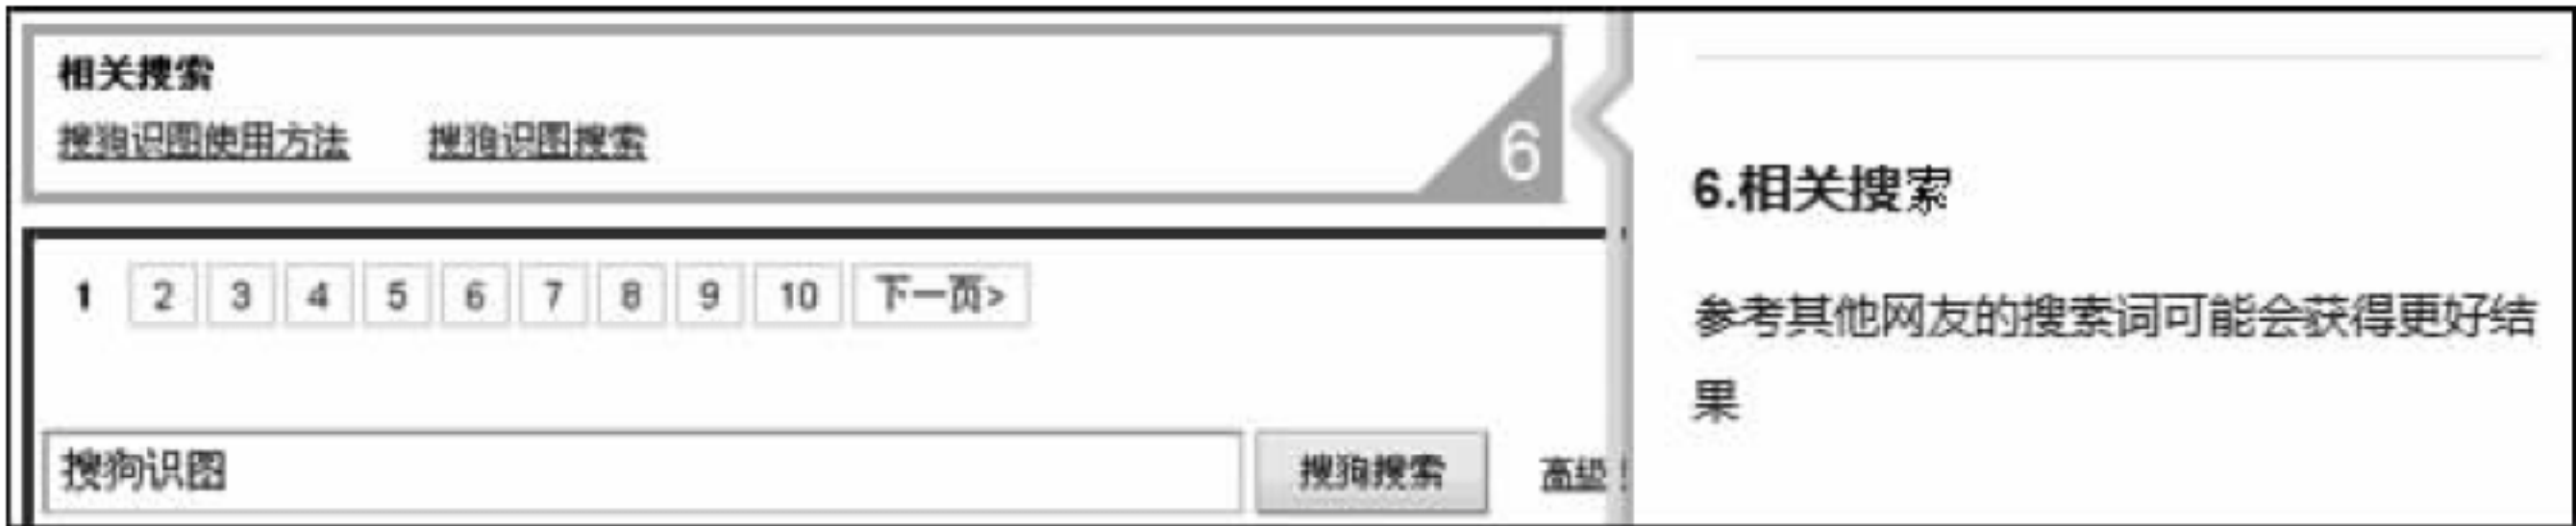 相关搜索
搜狗识图使用方法 搜狗识图搜索
6
1 2 3 4 5 6 7 8 9 10 下一页>
搜狗识图 搜狗搜索 高级
6.相关搜索
参考其他网友的搜索词可能会获得更好结
果